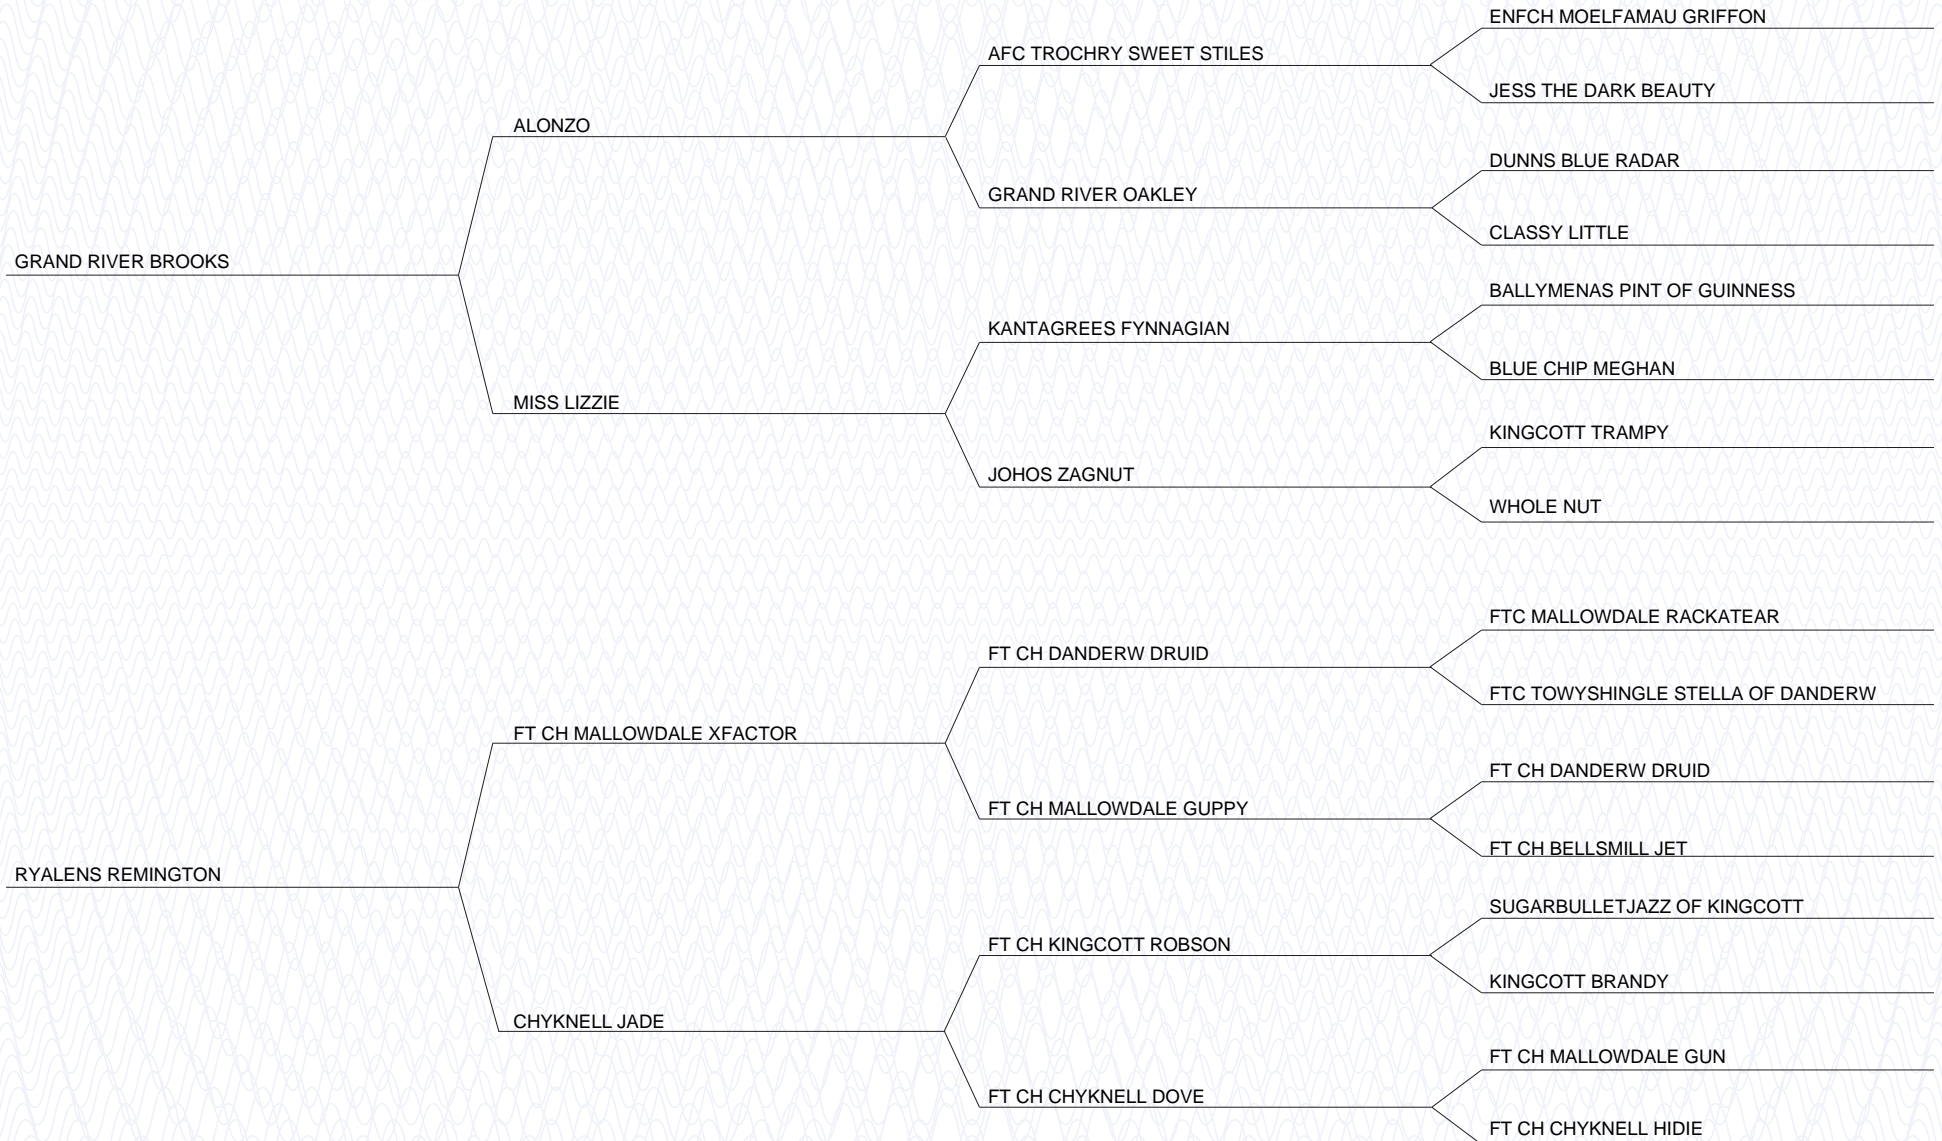 ENFCH MOELFAMAU GRIFFON
AFC TROCHRY SWEET STILES
JESS THE DARK BEAUTY
ALONZO
DUNNS BLUE RADAR
GRAND RIVER OAKLEY
CLASSY LITTLE
GRAND RIVER BROOKS
BALLYMENAS PINT OF GUINNESS
KANTAGREES FYNNAGIAN
BLUE CHIP MEGHAN
MISS LIZZIE
KINGCOTT TRAMPY
JOHOS ZAGNUT
WHOLE NUT
FTC MALLOWDALE RACKATEAR
FT CH DANDERW DRUID
FTC TOWYSHINGLE STELLA OF DANDERW
FT CH MALLOWDALE XFACTOR
FT CH DANDERW DRUID
FT CH MALLOWDALE GUPPY
FT CH BELLSMILL JET
RYALENS REMINGTON
SUGARBULLETJAZZ OF KINGCOTT
FT CH KINGCOTT ROBSON
KINGCOTT BRANDY
CHYKNELL JADE
FT CH MALLOWDALE GUN
FT CH CHYKNELL DOVE
FT CH CHYKNELL HIDIE